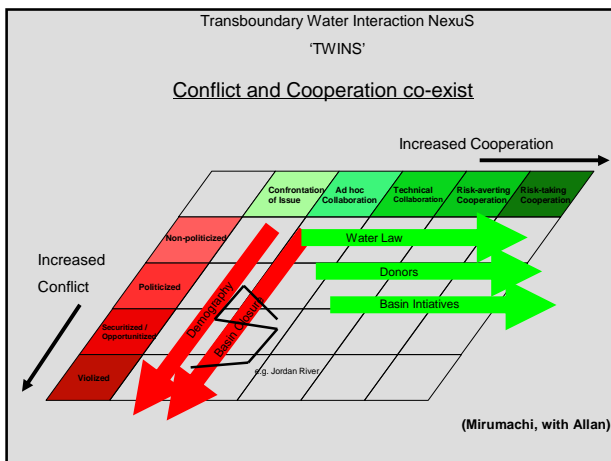 Transboundary Water Interaction NexuS
'TWINS'
Conflict and Cooperation co-exist
Increased Cooperation
Confrontation
of Issue
Ad hoc
Collaboration
Technical
Collaboration
Risk-averting
Cooperation
Risk-taking
Cooperation
Non-politicized
Water Law
Increased
Conflict
Politicized
Donors
Demography
Basin Closure
Basin Intiatives
Securitized /
Opportunitized
Violized
e.g. Jordan River
(Mirumachi, with Allan)